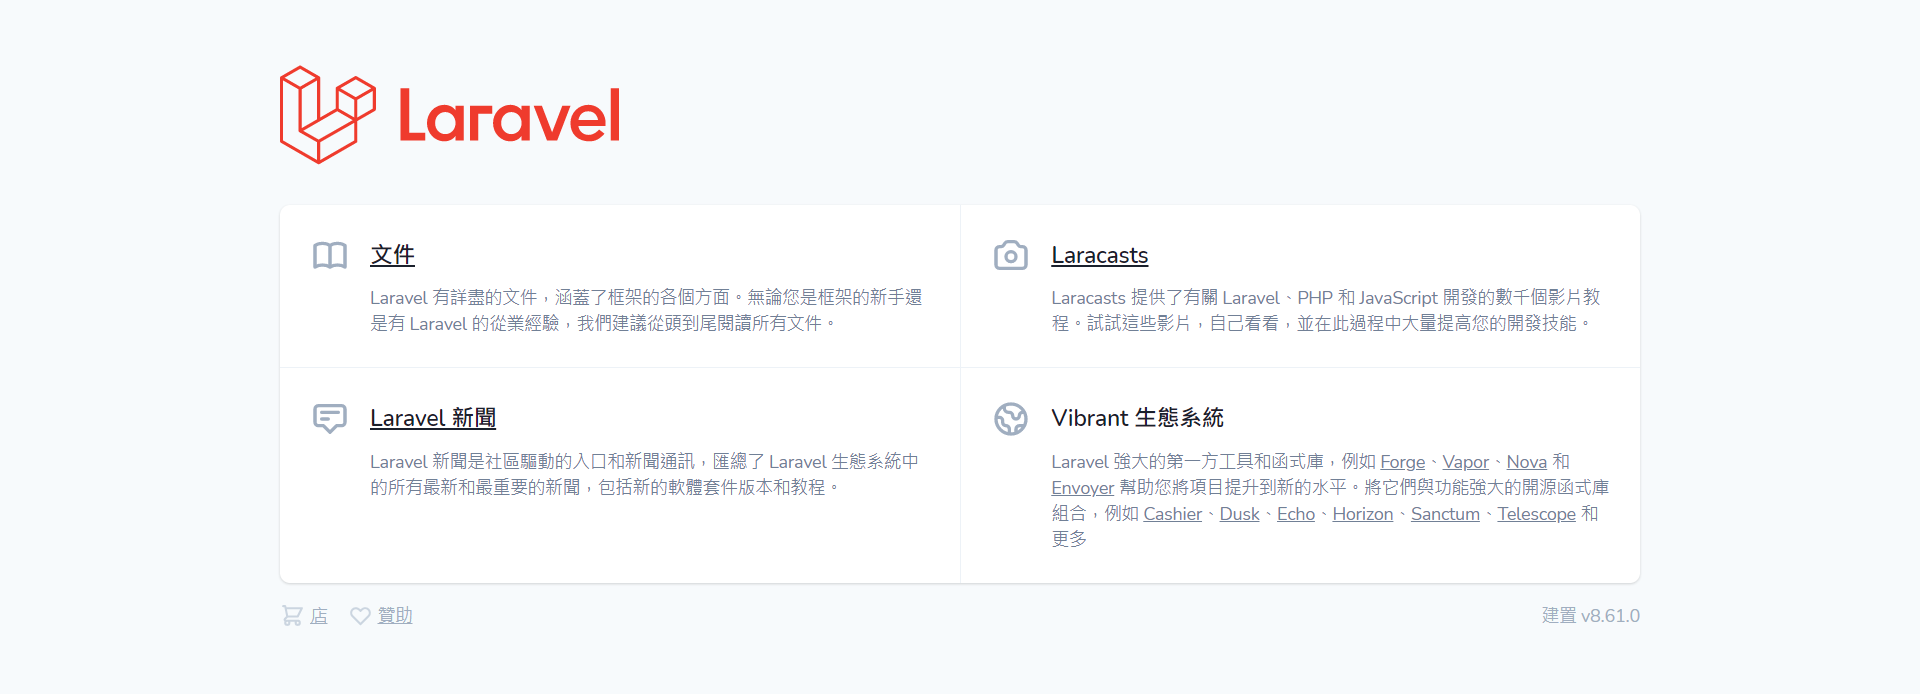 Laravel
文件
Laravel 有詳盡的文件，涵蓋了框架的各個方面。無論您是框架的新手還
是有 Laravel 的從業經驗，我們建議從頭到尾閱讀所有文件。
Laracasts
Laracasts 提供了有關 Laravel、PHP 和 JavaScript 開發的數千個影片教
程。試試這些影片，自己看看，並在此過程中大量提高您的開發技能。
Laravel 新聞
Laravel 新聞是社區驅動的入口和新聞通訊，匯總了 Laravel 生態系統中
的所有最新和最重要的新聞，包括新的軟體套件版本和教程。
Vibrant 生態系統
Laravel 強大的第一方工具和函式庫，例如 Forge、Vapor、Nova 和
Envoyer 幫助您將項目提升到新的水平。將它們與功能強大的開源函式庫
組合，例如 Cashier、Dusk、Echo、Horizon、Sanctum、Telescope 和
更多
店
贊助
建置 v8.61.0